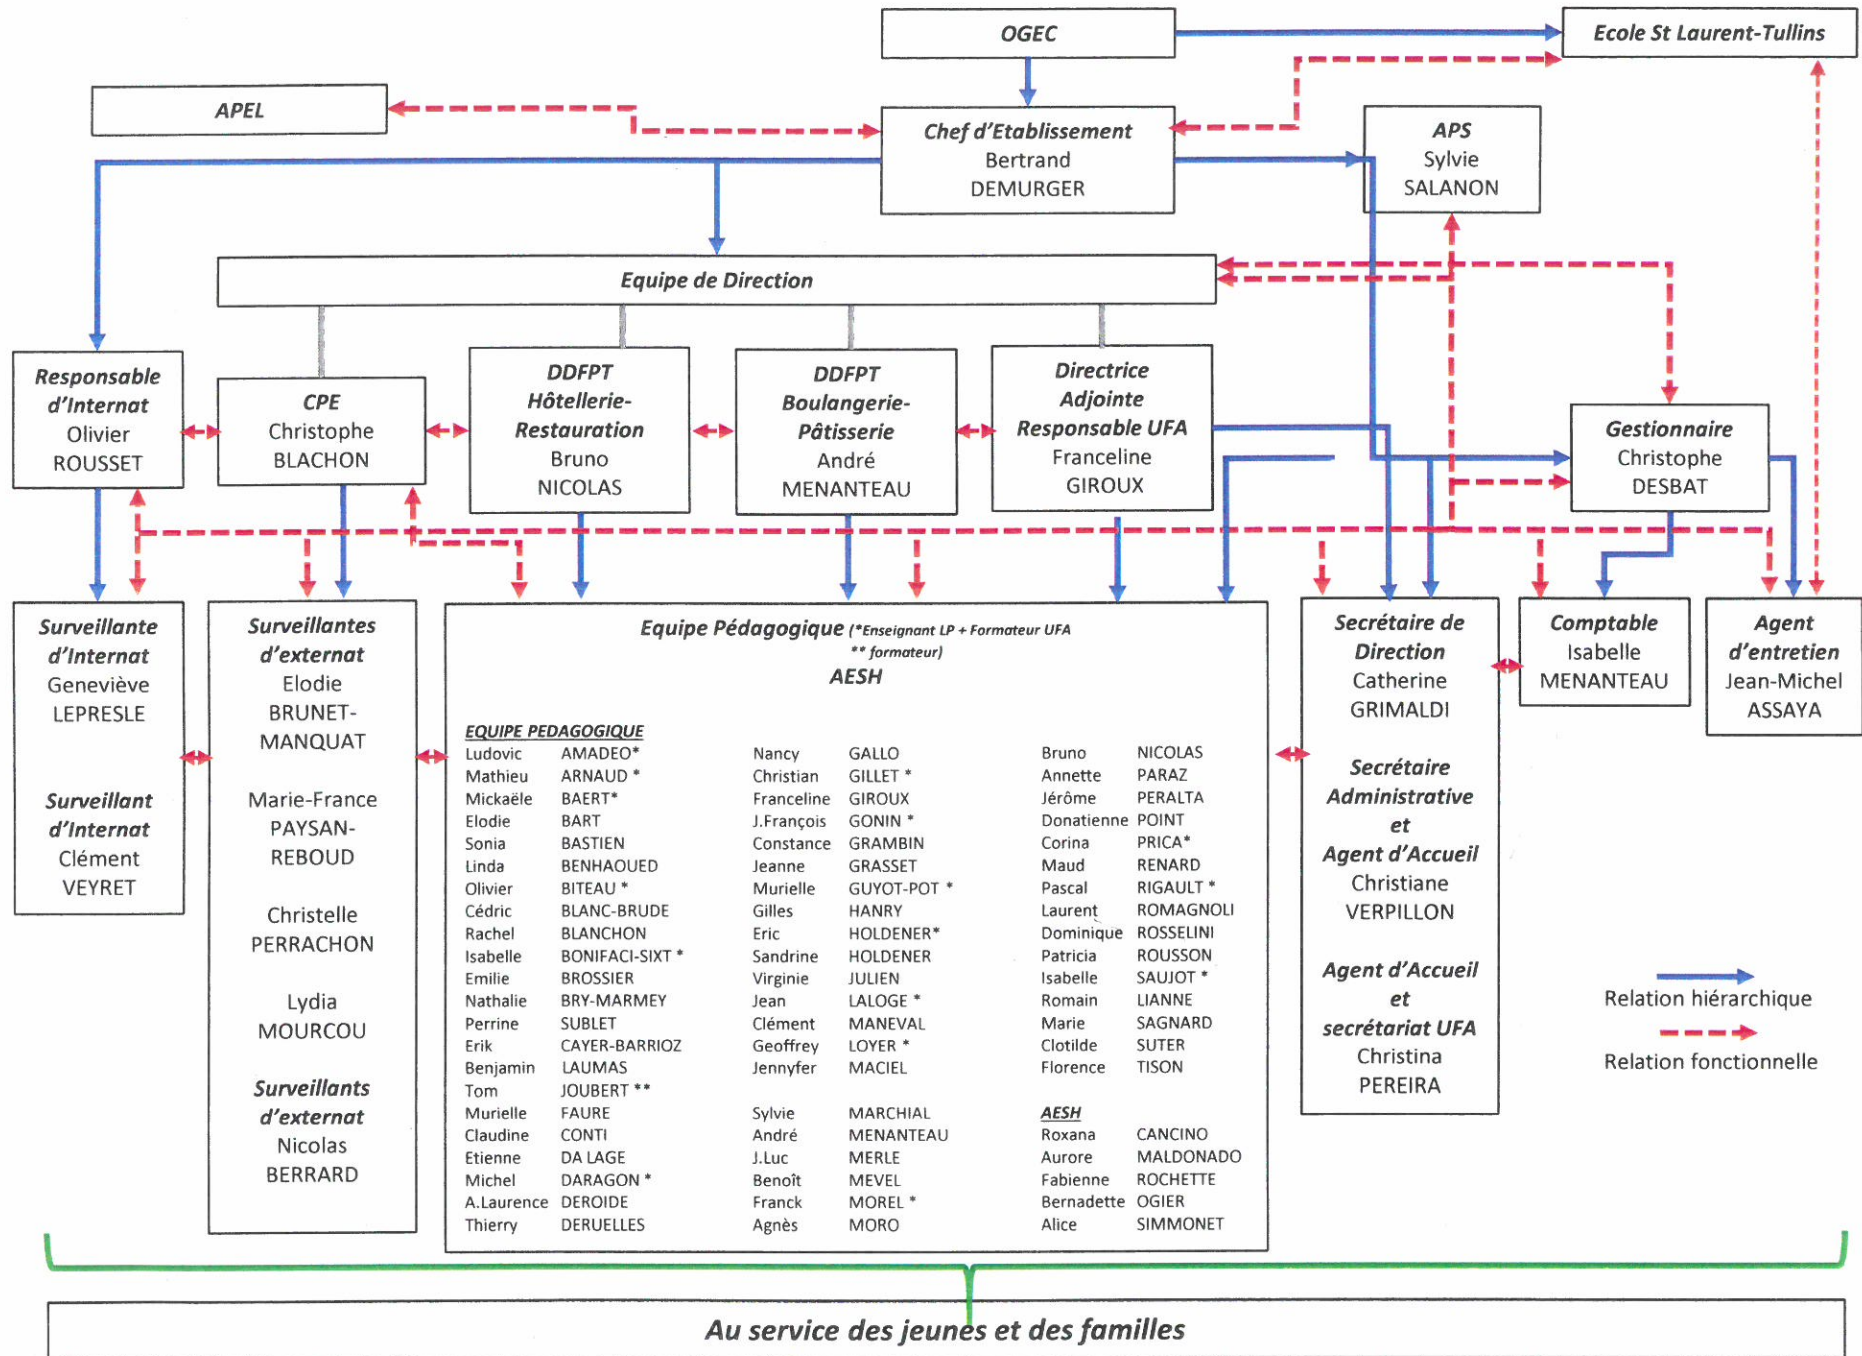 OGEC
Ecole St Laurent-Tullins
APEL
Chef d'Etablissement
Bertrand
DEMURGER
APS
Sylvie
SALANON
Equipe de Direction
Responsable
d'Internat
Olivier
ROUSSET
CPE
Christophe
BLACHON
DDFPT
Hôtellerie-
Restauration
Bruno
NICOLAS
DDFPT
Boulangerie-
Pâtisserie
André
MENANTEAU
Directrice
Adjointe
Responsable UFA
Franceline
GIROUX
Gestionnaire
Christophe
DESBAT
Surveillante
d'Internat
Geneviève
LEPRESLE
Surveillant
d'Internat
Clément
VEYRET
Surveillantes
d'externat
Elodie
BRUNET-
MANQUAT
Marie-France
PAYSAN-
REBOUD
Christelle
PERRACHON
Lydia
MOURCOU
Surveillants
d'externat
Nicolas
BERRARD
Equipe Pédagogique (*Enseignant LP + Formateur UFA
** formateur)
AESH
EQUIPE PEDAGOGIQUE
Ludovic AMADEO*
Mathieu ARNAUD *
Mickaële BAERT*
Elodie BART
Sonia BASTIEN
Linda BENHAOUED
Olivier BITEAU *
Cédric BLANC-BRUDE
Rachel BLANCHON
Isabelle BONIFACI-SIXT *
Emilie BROSSIER
Nathalie BRY-MARMEY
Perrine SUBLET
Erik CAYER-BARRIOZ
Benjamin LAUMAS
Tom JOUBERT **
Murielle FAURE
Claudine CONTI
Etienne DA LAGE
Michel DARAGON *
A.Laurence DEROIDE
Thierry DERUELLES
Nancy GALLO
Christian GILLET *
Franceline GIROUX
J.François GONIN *
Constance GRAMBIN
Jeanne GRASSET
Murielle GUYOT-POT *
Gilles HANRY
Eric HOLDENER*
Sandrine HOLDENER
Virginie JULIEN
Jean LALOGE *
Clément MANEVAL
Geoffrey LOYER *
Jennyfer MACIEL
Sylvie MARCHIAL
André MENANTEAU
J.Luc MERLE
Benoît MEVEL
Franck MOREL *
Agnès MORO
Bruno NICOLAS
Annette PARAZ
Jérôme PERALTA
Donatienne POINT
Corina PRICA*
Maud RENARD
Pascal RIGAULT *
Laurent ROMAGNOLI
Dominique ROSSELINI
Patricia ROUSSON
Isabelle SAUJOT *
Romain LIANNE
Marie SAGNARD
Clotilde SUTER
Florence TISON
AESH
Roxana CANCINO
Aurore MALDONADO
Fabienne ROCHETTE
Bernadette OGIER
Alice SIMMONET
Secrétaire de
Direction
Catherine
GRIMALDI
Secrétaire
Administrative
et
Agent d'Accueil
Christiane
VERPILLON
Agent d'Accueil
et
secrétariat UFA
Christina
PEREIRA
Comptable
Isabelle
MENANTEAU
Agent
d'entretien
Jean-Michel
ASSAYA
Relation hiérarchique
Relation fonctionnelle
Au service des jeunes et des familles